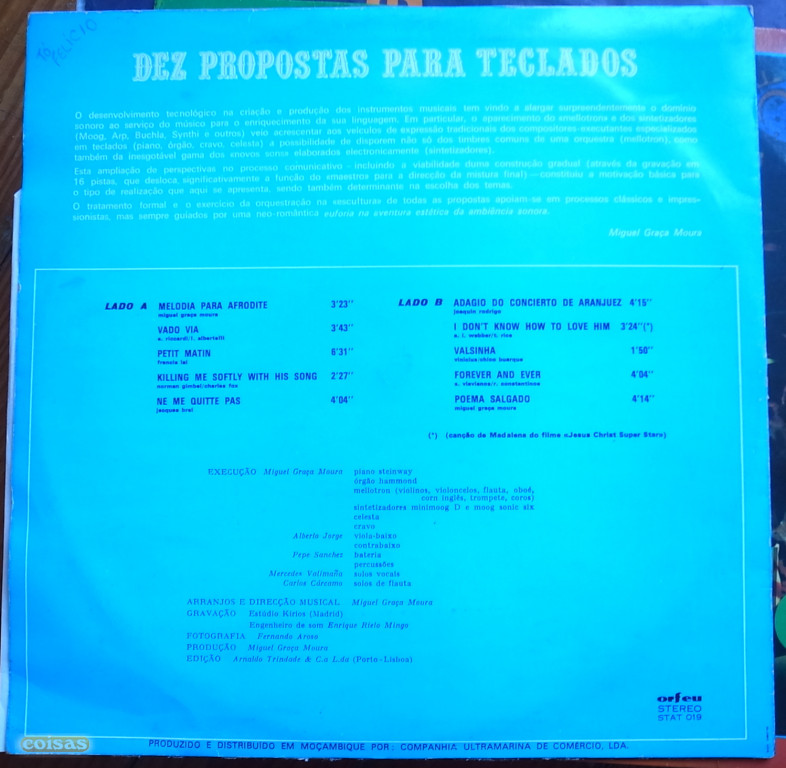 TÓ FELÍCIO
DEZ PROPOSTAS PARA TECLADOS
O desenvolvimento tecnológico na criação e produção dos instrumentos musicais tem vindo a alargar surpreendentemente o domínio
sonoro ao serviço do músico para o enriquecimento da sua linguagem. Em particular, o aparecimento do «mellotron» e dos sintetizadores
(Moog, Arp, Buchla, Synthi e outros) veio acrescentar aos veículos de expressão tradicionais dos compositores-executantes especializados
em teclados (piano, órgão, cravo, celesta) a possibilidade de disporem não só dos timbres comuns de uma orquestra (mellotrón), como
também da inesgotável gama dos «novos sons» elaborados electronicamente (sintetizadores).
Esta ampliação de perspectivas no processo comunicativo – incluindo a viabilidade duma construção gradual (através da gravação em
16 pistas, que desloca, significativamente a função do «maestro» para a direcção da mistura final) — constituiu a motivação básica para
o tipo de realização que aqui se apresenta, sendo também determinante na escolha dos temas.
O tratamento formal e o exercício da orquestração na «escultura» de todas as propostas apoiam-se em processos clássicos e impres-
sionistas, mas sempre guiados por uma neo-romântica euforia na aventura estética da ambiência sonora.
Miguel Graça Moura
LADO A MELODIA PARA AFRODITE 3'23''
miguel graça moura
VADO VIA 3'43''
e. riccardi/l. albertelli
PETIT MATIN 6'31''
francis lai
KILLING ME SOFTLY WITH HIS SONG 2'27''
norman gimbel/charles fox
NE ME QUITTE PAS 4'04''
jacques brel
LADO B ADAGIO DO CONCIERTO DE ARANJUEZ 4'15''
joaquin rodrigo
I DON'T KNOW HOW TO LOVE HIM 3'24''(*)
a. l. webber/t. rice
VALSINHA 1'50''
vinicius/chico buarque
FOREVER AND EVER 4'04''
s. vlavianos/r. constantinos
POEMA SALGADO 4'14''
miguel graça moura
(*) (canção de Madalena do filme «Jesus Christ Super Star»)
EXECUÇÃO Miguel Graça Moura piano steinway
órgão hammond
mellotron (violinos, violoncelos, flauta, oboé,
corn inglês, trompete, coros)
sintetizadores minimoog D e moog sonic six
celesta
cravo
Alberto Jorge viola-baixo
contrabaixo
Pepe Sanchez bateria
percussões
Mercedes Valimaño solos vocais
Carlos Cárcamo solos de flauta
ARRANJOS E DIRECÇÃO MUSICAL Miguel Graça Moura
GRAVAÇÃO Estúdio Kirios (Madrid)
Engenheiro de som Enrique Rielo Mingo
FOTOGRAFIA Fernando Aroso
PRODUÇÃO Miguel Graça Moura
EDIÇÃO Arnaldo Trindade & C.a L.da (Porto-Lisboa)
orfeu
STEREO
STAT 019
coisas
PRODUZIDO E DISTRIBUIDO EM MOÇAMBIQUE POR: COMPANHIA ULTRAMARINA DE COMÉRCIO, LDA.